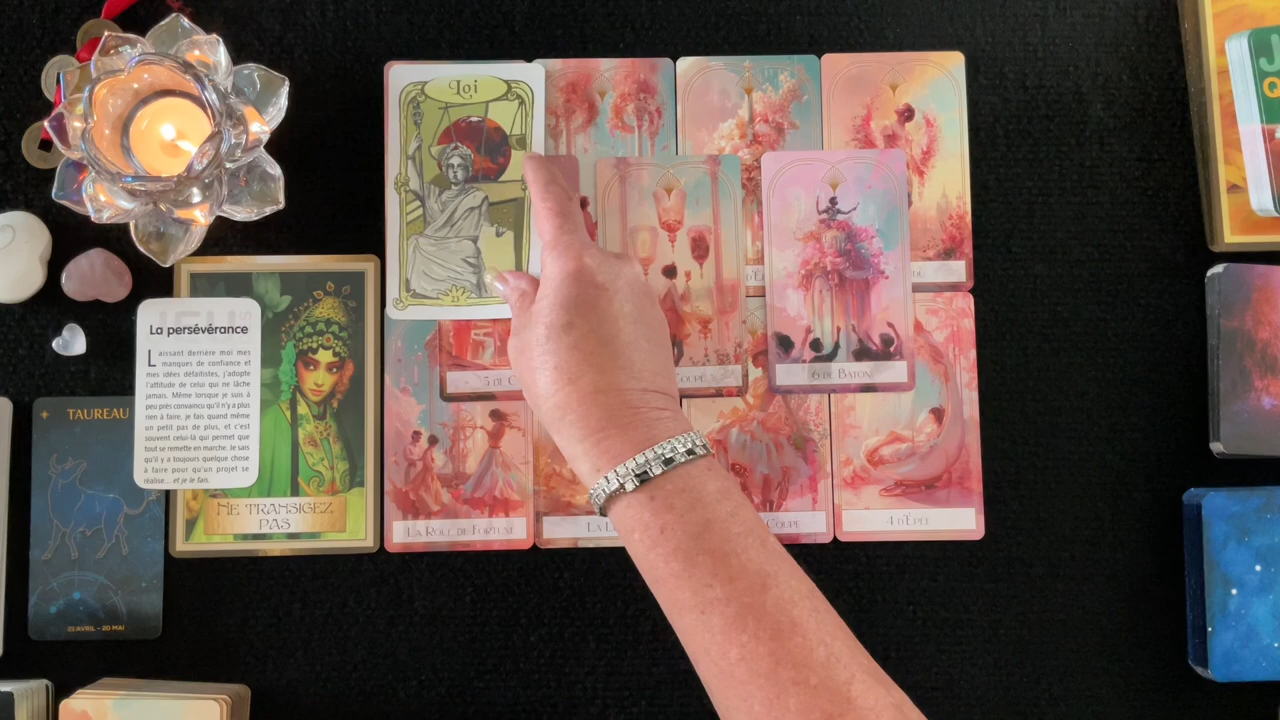 Loi
23
La persévérance
Laissant derrière moi mes
manques de confiance et
mes idées défaitistes, j'adopte
l'attitude de celui qui ne lâche
jamais. Même lorsque je suis à
peu près convaincu qu'il n'y a plus
rien à faire, je fais quand même
un petit pas de plus, et c'est
souvent celui-là qui permet que
tout se remette en marche. Je sais
qu'il y a toujours quelque chose
à faire pour qu'un projet se
réalise... et je le fais.
TAUREAU
21 AVRIL - 20 MAI
NE TRANSIGEZ
PAS
5 DE C
COUPE
6 DE BATON
LA ROUE DE FORTUNE
LA L
COUPE
4 D'ÉPÉE